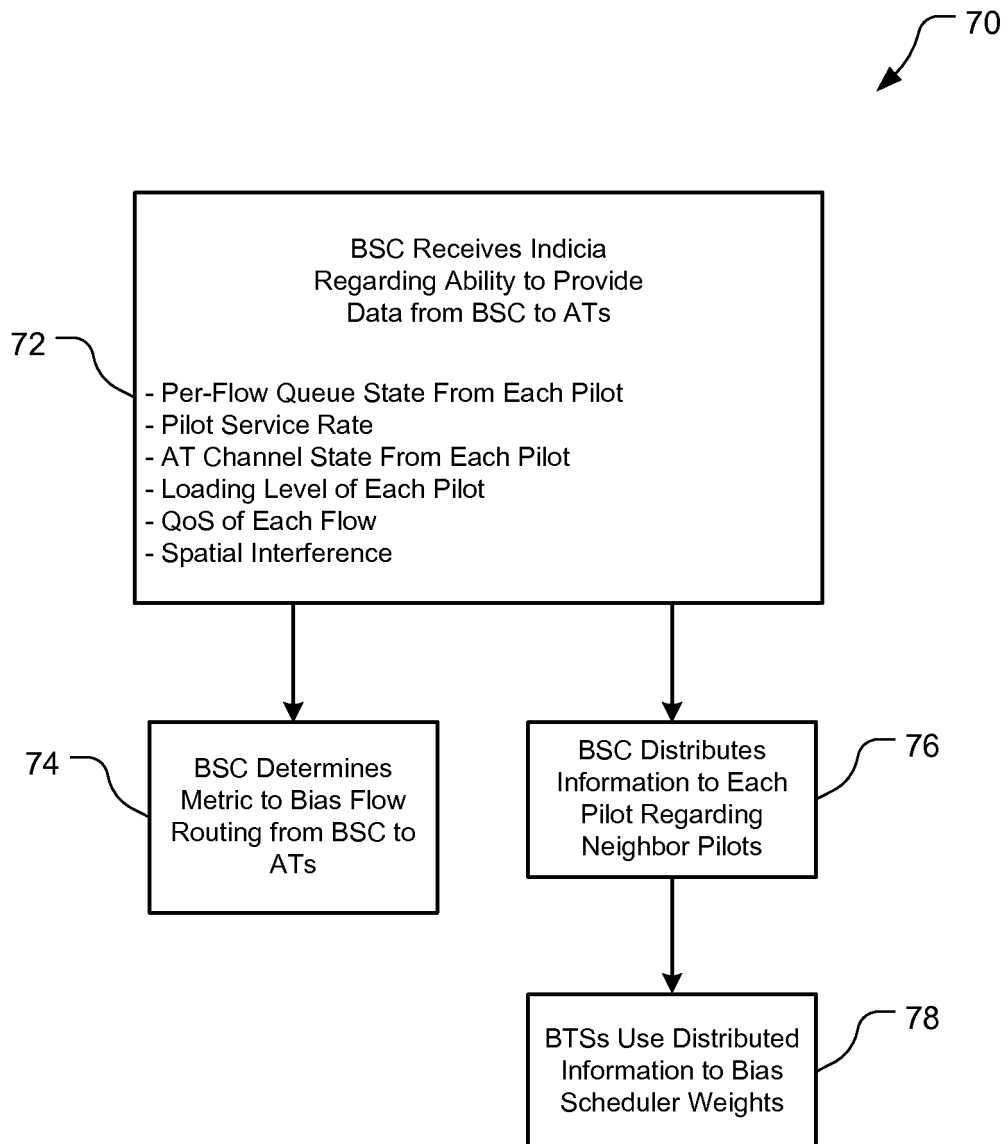 70
BSC Receives Indicia
Regarding Ability to Provide
Data from BSC to ATs
72
- Per-Flow Queue State From Each Pilot
- Pilot Service Rate
- AT Channel State From Each Pilot
- Loading Level of Each Pilot
- QoS of Each Flow
- Spatial Interference
74
BSC Determines
Metric to Bias Flow
Routing from BSC to
ATs
76
BSC Distributes
Information to Each
Pilot Regarding
Neighbor Pilots
78
BTSs Use Distributed
Information to Bias
Scheduler Weights